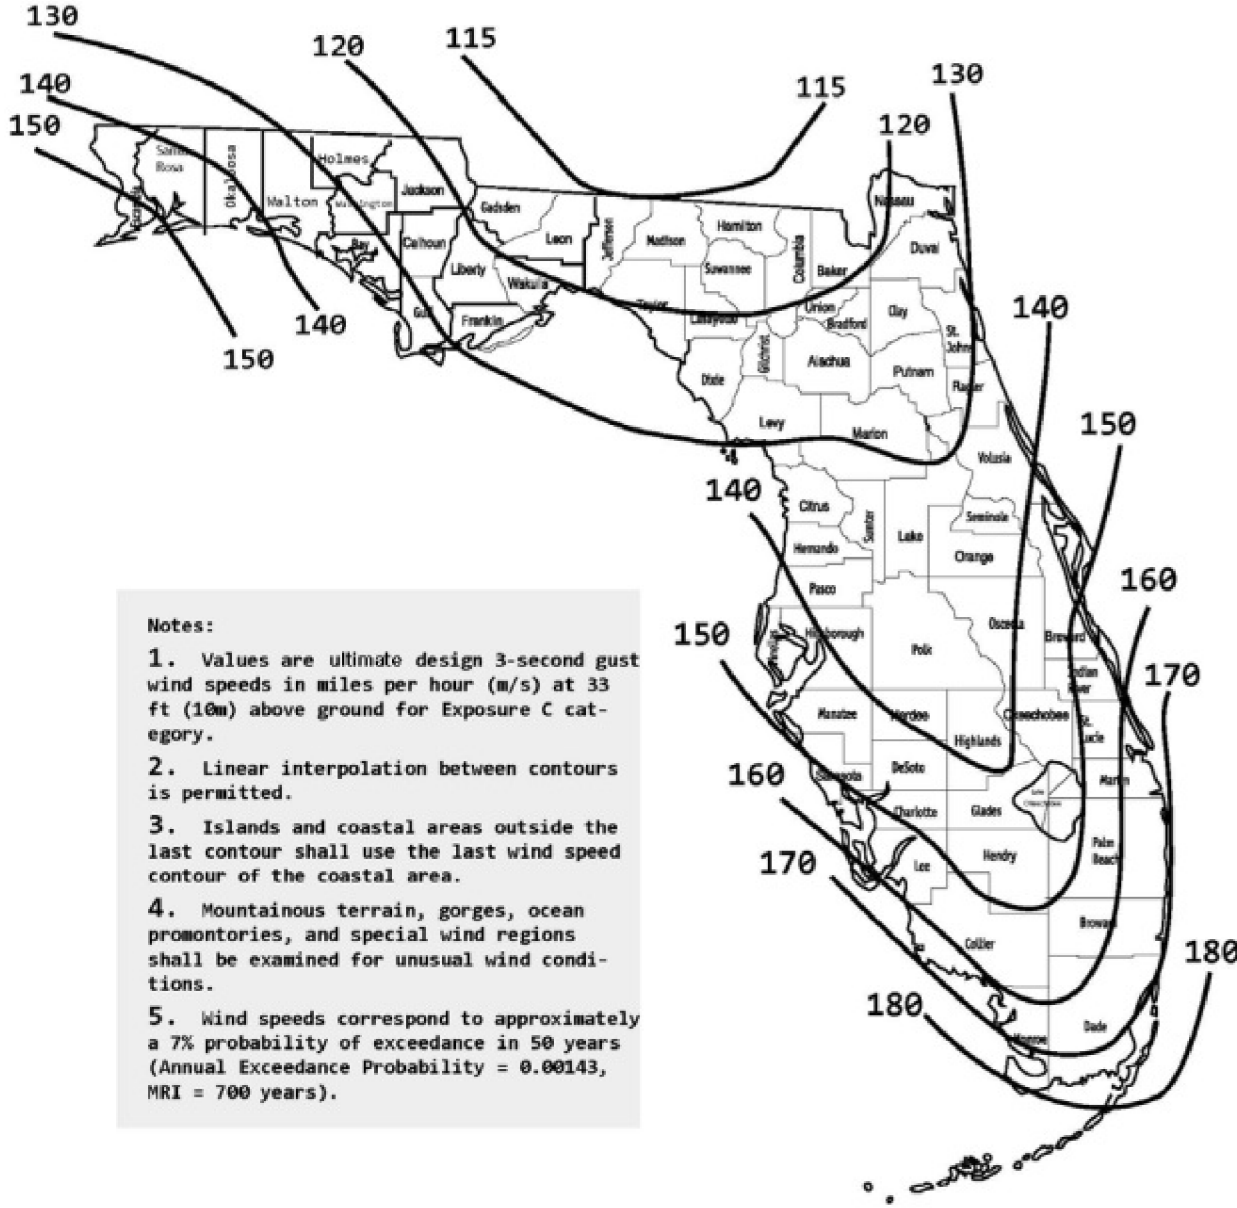 130
120
115
130
140
115
150
120
Santa
Rosa
Okaloosa
Holmes
Walton
Washington
Jackson
Gadsden
Leon
Jefferson
Madison
Hamilton
Columbia
Baker
Nassau
Duval
Bay
Calhoun
Liberty
Wakulla
Gulf
Franklin
Taylor
Suwannee
Lafayette
Union
Bradford
Clay
St.
Johns
140
150
140
Dixie
Gilchrist
Alachua
Putnam
Flagler
Levy
Marion
Volusia
150
140
Citrus
Sumter
Lake
Seminole
Hernando
Orange
Pasco
160
150
Pinellas
Hillsborough
Polk
Osceola
Brevard
Indian
River
170
Manatee
Hardee
Highlands
Okeechobee
St.
Lucie
160
Sarasota
DeSoto
Martin
Charlotte
Glades
170
Lee
Hendry
Palm
Beach
Collier
Broward
180
180
Monroe
Dade
Notes:
1. Values are ultimate design 3-second gust
wind speeds in miles per hour (m/s) at 33
ft (10m) above ground for Exposure C cat-
egory.
2. Linear interpolation between contours
is permitted.
3. Islands and coastal areas outside the
last contour shall use the last wind speed
contour of the coastal area.
4. Mountainous terrain, gorges, ocean
promontories, and special wind regions
shall be examined for unusual wind condi-
tions.
5. Wind speeds correspond to approximately
a 7% probability of exceedance in 50 years
(Annual Exceedance Probability = 0.00143,
MRI = 700 years).